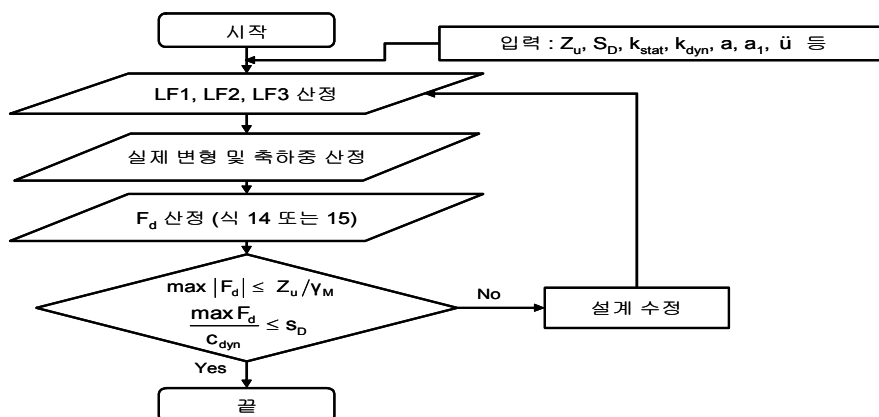 시작
입력 : Zu, SD, kstat, kdyn, a, a1, ü 등
LF1, LF2, LF3 산정
실제 변형 및 축하중 산정
Fd 산정 (식 14 또는 15)
max |Fd| ≤ Zu/γM
max Fd
cdyn
≤ sD
No
설계 수정
Yes
끝